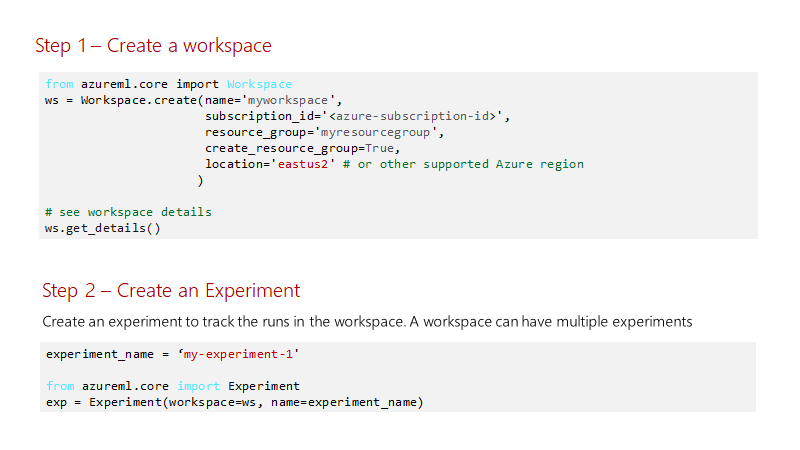 Step 1 – Create a workspace
from azureml.core import Workspace
ws = Workspace.create(name='myworkspace',
subscription_id='<azure-subscription-id>',
resource_group='myresourcegroup',
create_resource_group=True,
location='eastus2' # or other supported Azure region
)
# see workspace details
ws.get_details()
Step 2 – Create an Experiment
Create an experiment to track the runs in the workspace. A workspace can have multiple experiments
experiment_name = ‘my-experiment-1'
from azureml.core import Experiment
exp = Experiment(workspace=ws, name=experiment_name)